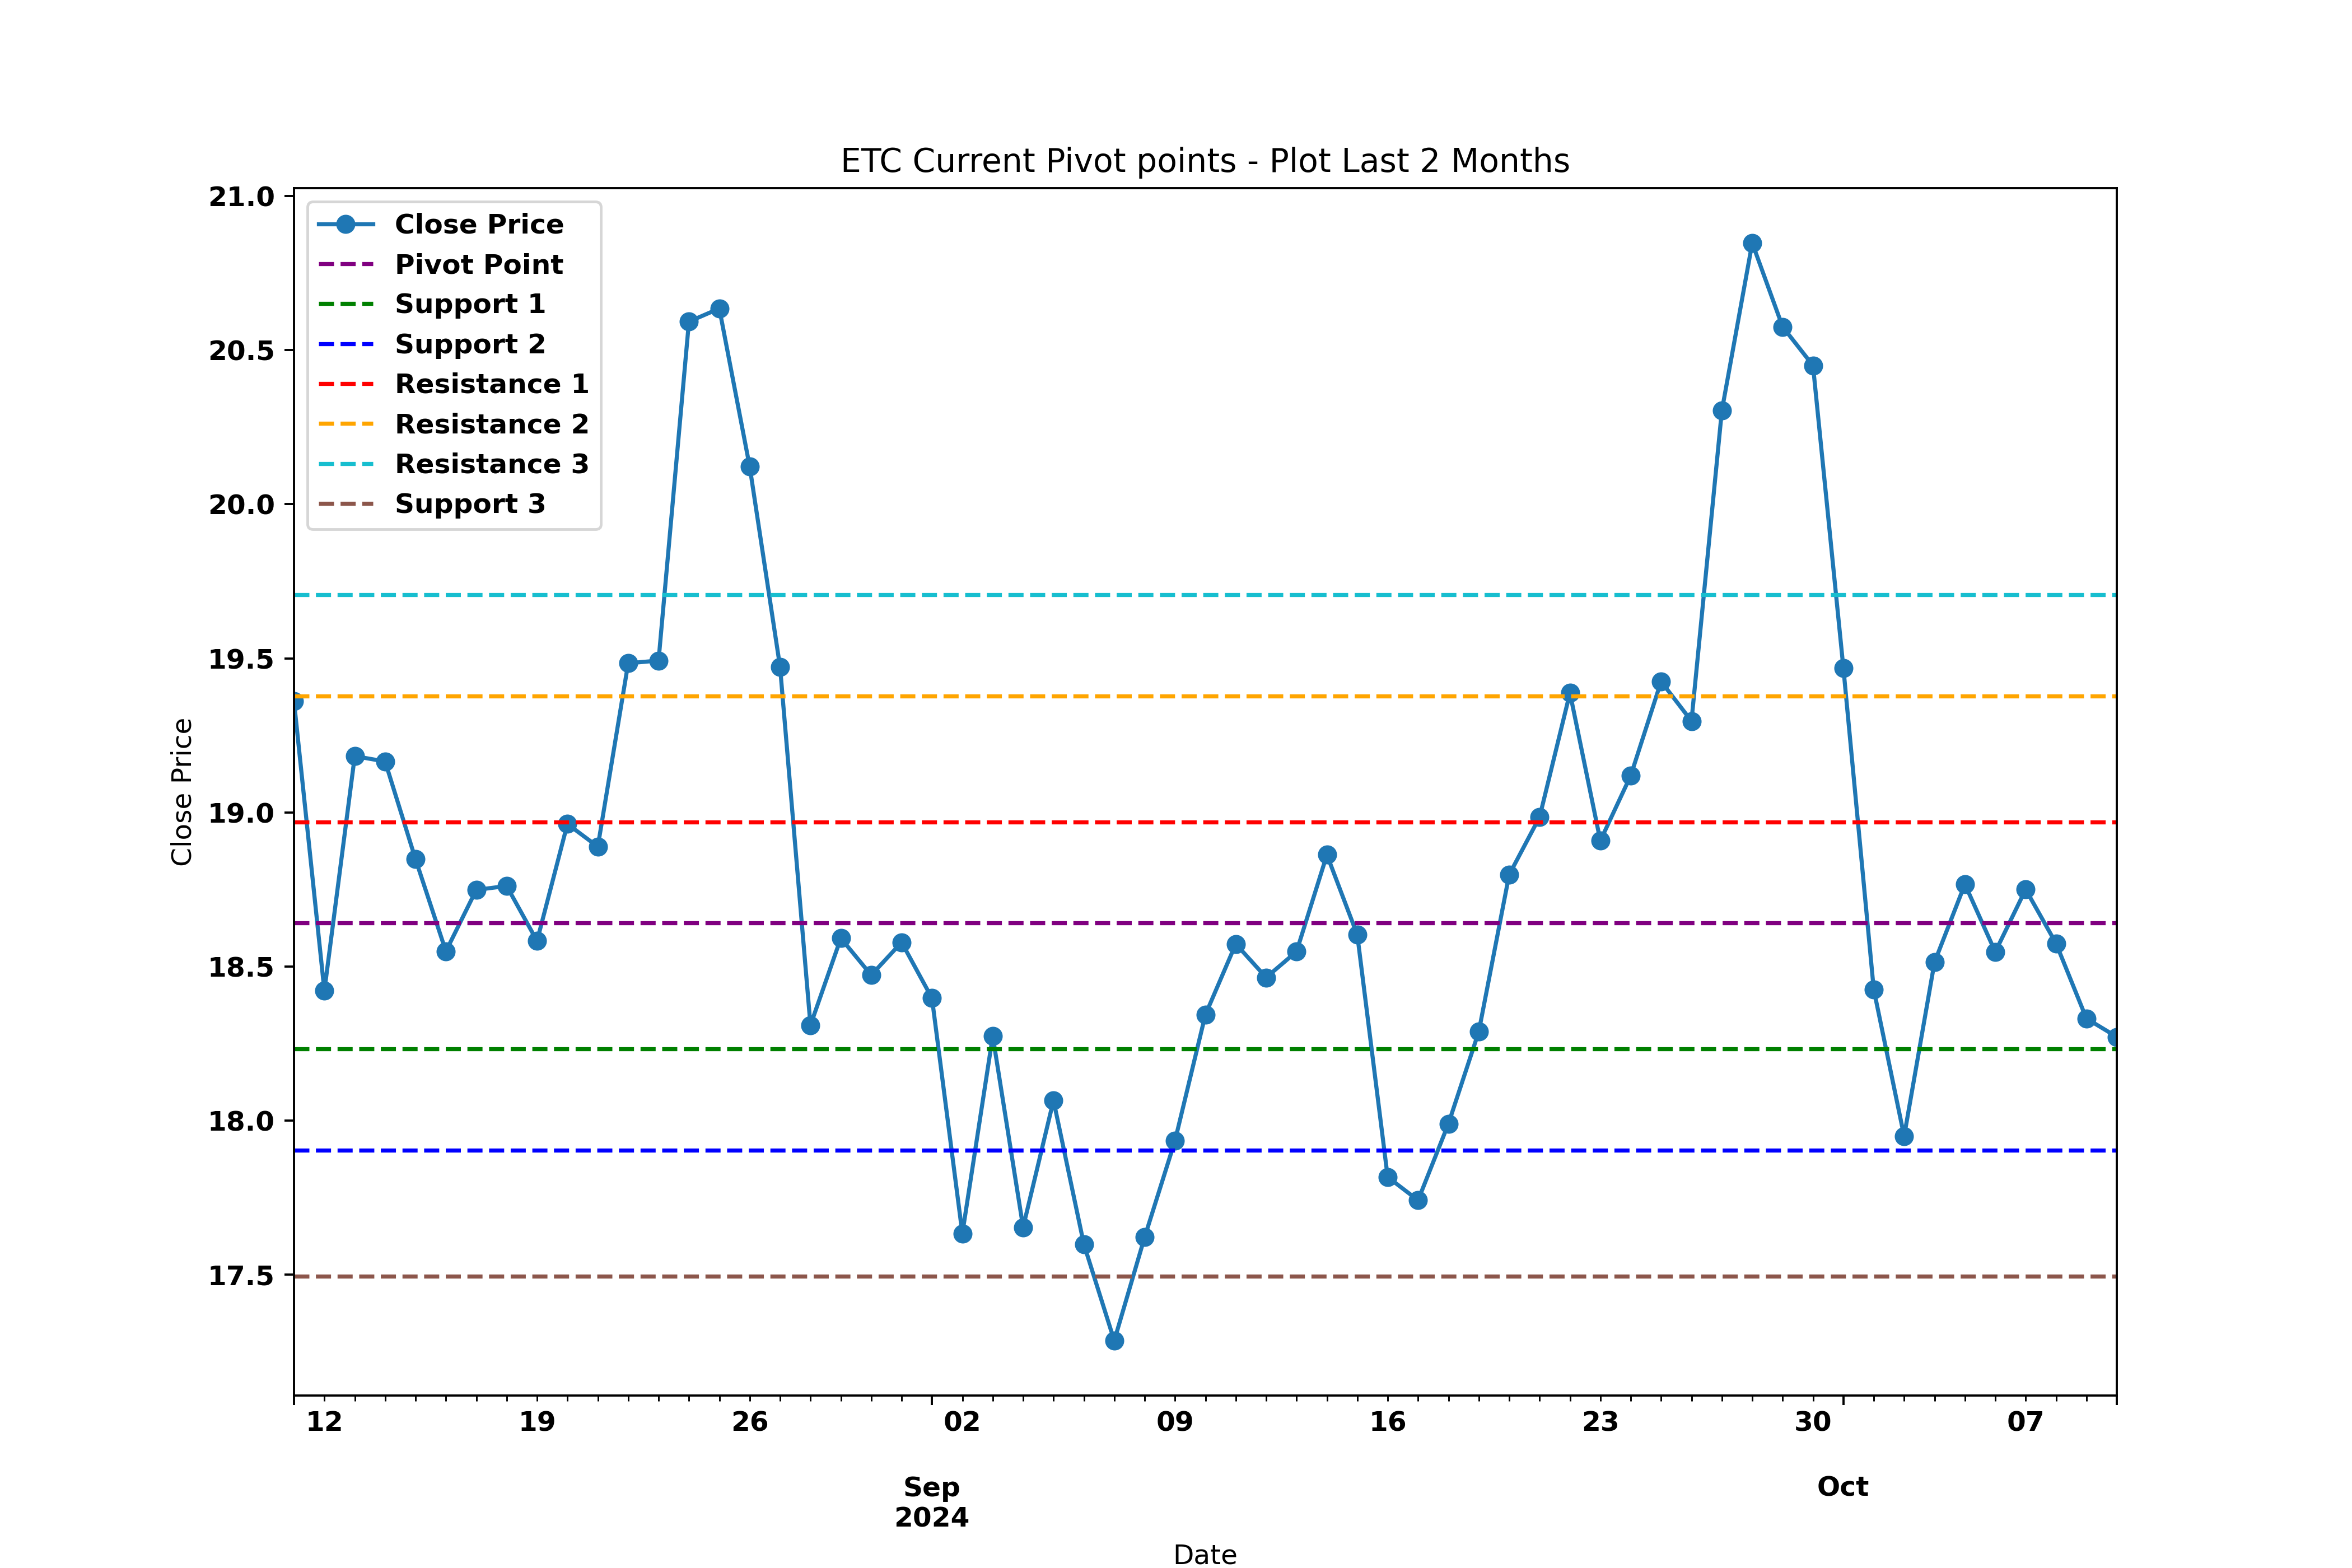 ETC Current Pivot points - Plot Last 2 Months
Close Price
Pivot Point
Support 1
Support 2
Resistance 1
Resistance 2
Resistance 3
Support 3
21.0
20.5
20.0
19.5
19.0
18.5
18.0
17.5
Close Price
12 19 26 02 09 16 23 30 07
Sep Oct
2024
Date